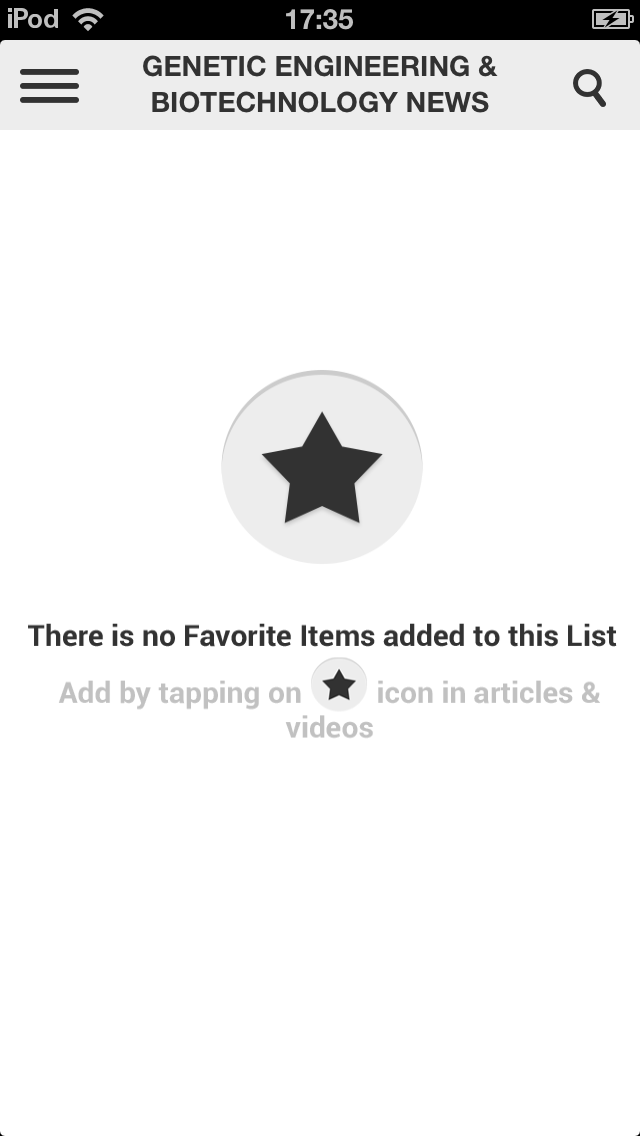 iPod 17:35
GENETIC ENGINEERING &
BIOTECHNOLOGY NEWS
There is no Favorite Items added to this List
Add by tapping on icon in articles &
videos